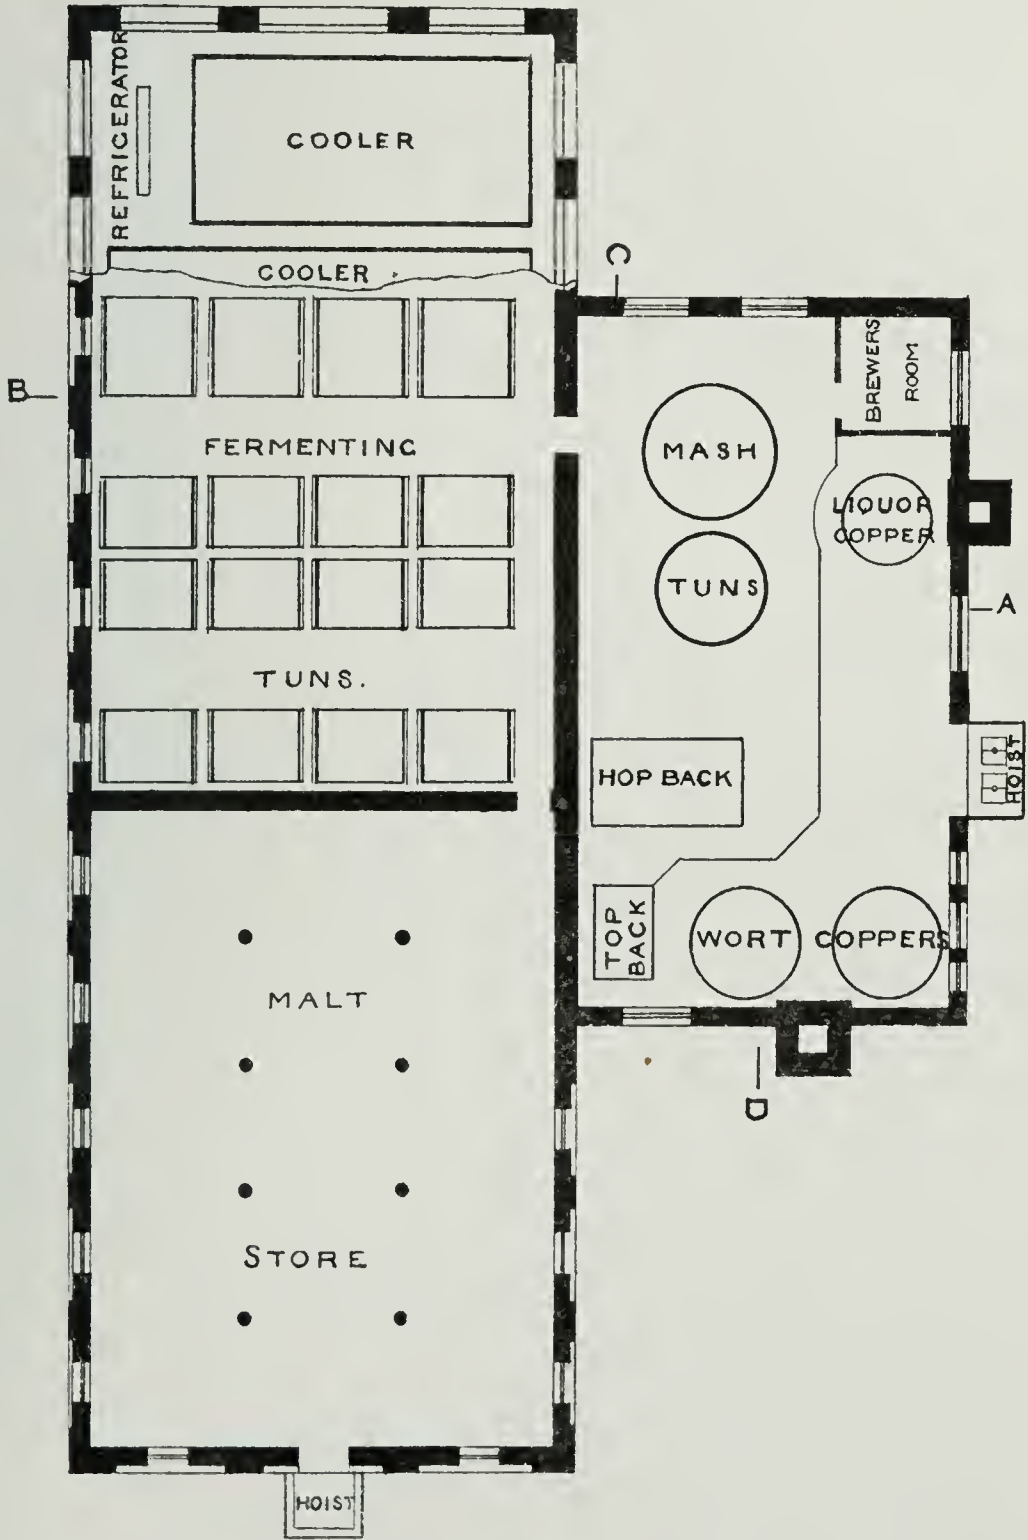 REFRIGERATOR
COOLER
COOLER
C
B
BREWERS
ROOM
FERMENTING
MASH
LIQUOR
COPPER
TUNS
A
TUNS.
HOP BACK
HOIST
TOP
BACK
WORT COPPERS
MALT
D
STORE
HOIST